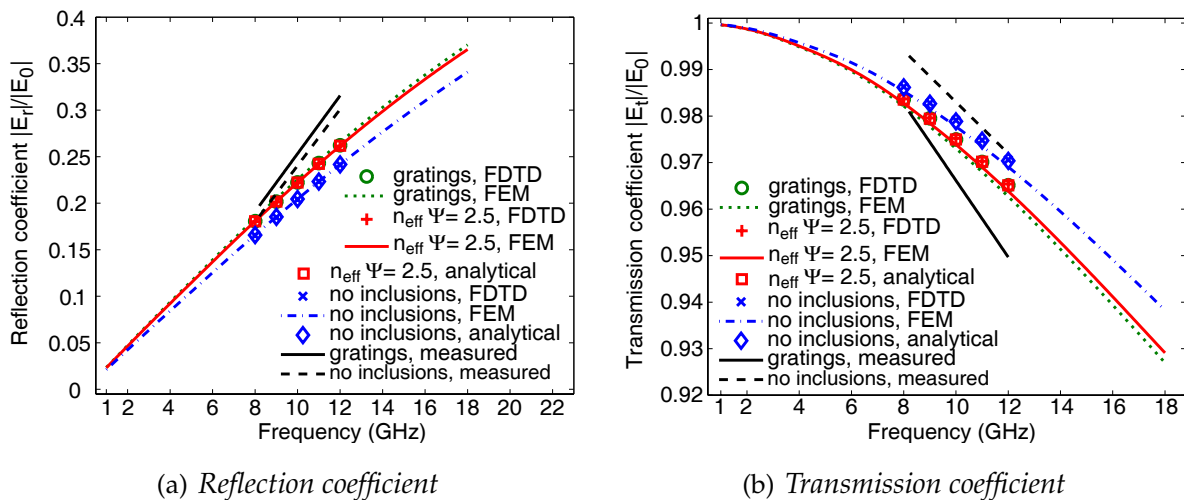 Reflection coefficient |Eᵣ|/|E₀|
0.4
0.35
0.3
0.25
0.2
0.15
0.1
0.05
0
gratings, FDTD
gratings, FEM
n_eff Ψ= 2.5, FDTD
n_eff Ψ= 2.5, FEM
n_eff Ψ= 2.5, analytical
no inclusions, FDTD
no inclusions, FEM
no inclusions, analytical
gratings, measured
no inclusions, measured
1 2 4 6 8 10 12 14 16 18 20 22
Frequency (GHz)
(a) Reflection coefficient
Transmission coefficient |Eₜ|/|E₀|
1
0.99
0.98
0.97
0.96
0.95
0.94
0.93
0.92
gratings, FDTD
gratings, FEM
n_eff Ψ= 2.5, FDTD
n_eff Ψ= 2.5, FEM
n_eff Ψ= 2.5, analytical
no inclusions, FDTD
no inclusions, FEM
no inclusions, analytical
gratings, measured
no inclusions, measured
1 2 4 6 8 10 12 14 16 18
Frequency (GHz)
(b) Transmission coefficient